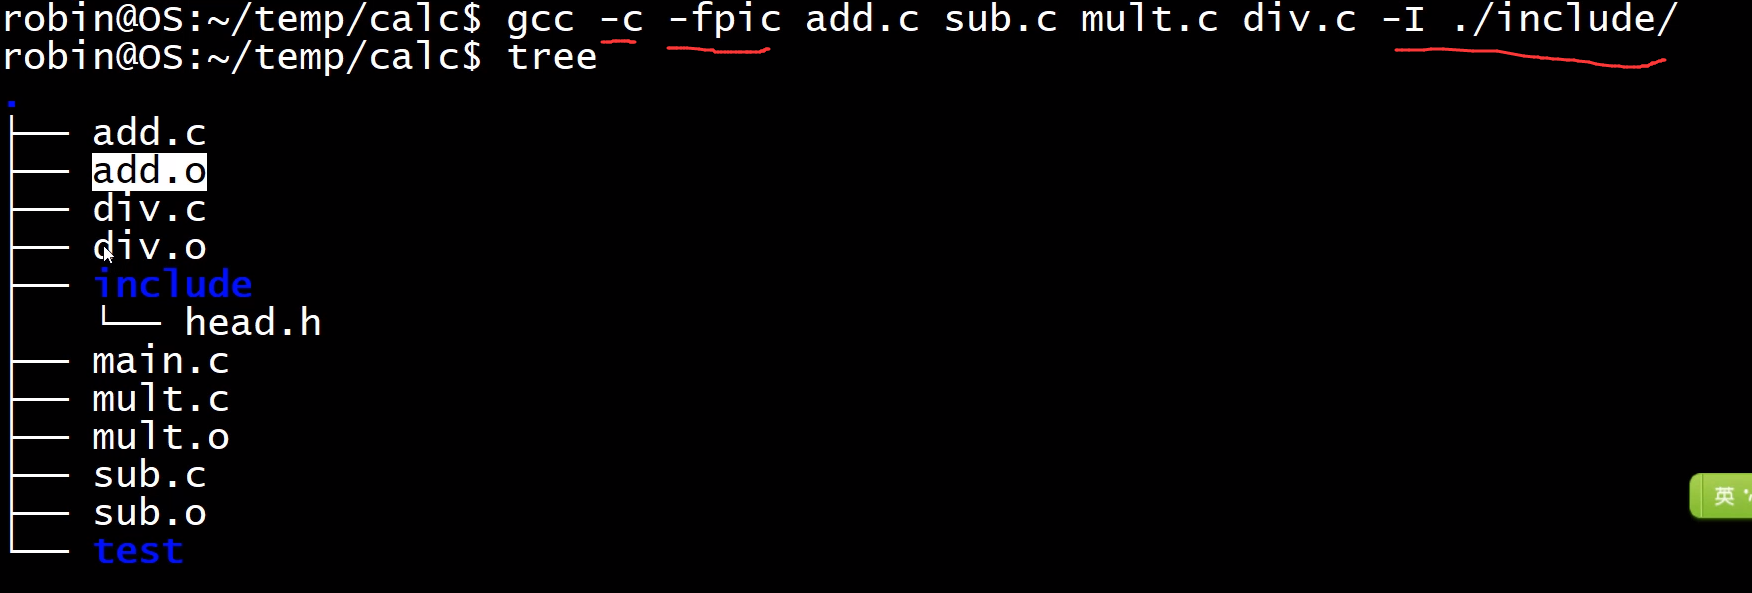 robin@OS:~/temp/calc$ gcc -c -fpic add.c sub.c mult.c div.c -I ./include/
robin@OS:~/temp/calc$ tree
.
├── add.c
├── add.o
├── div.c
├── div.o
├── include
│   └── head.h
├── main.c
├── mult.c
├── mult.o
├── sub.c
├── sub.o
└── test
英